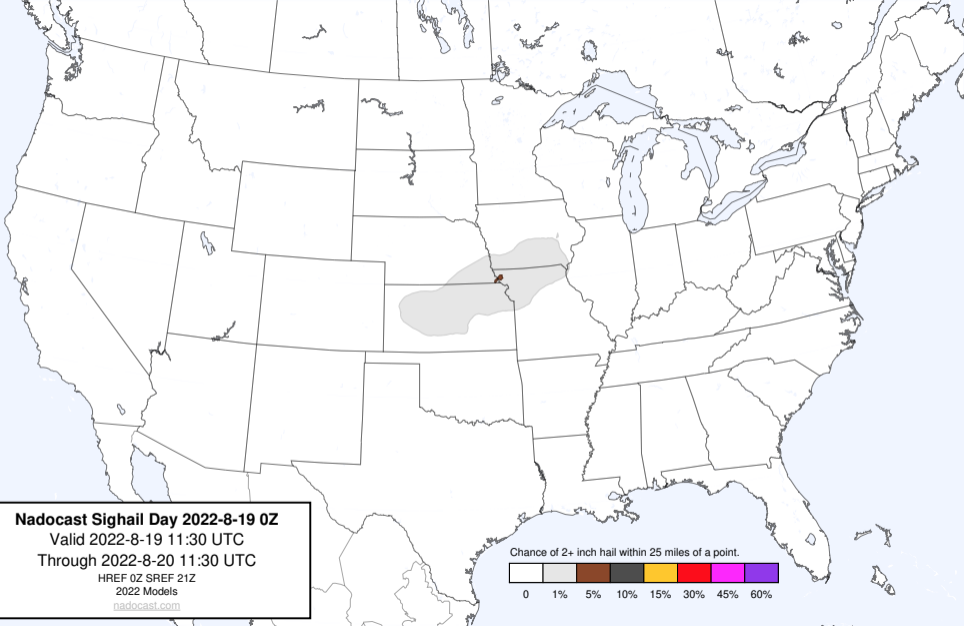 Nadocast Sighail Day 2022-8-19 0Z
Valid 2022-8-19 11:30 UTC
Through 2022-8-20 11:30 UTC
HREF 0Z SREF 21Z
2022 Models
nadocast.com
Chance of 2+ inch hail within 25 miles of a point.
0 1% 5% 10% 15% 30% 45% 60%